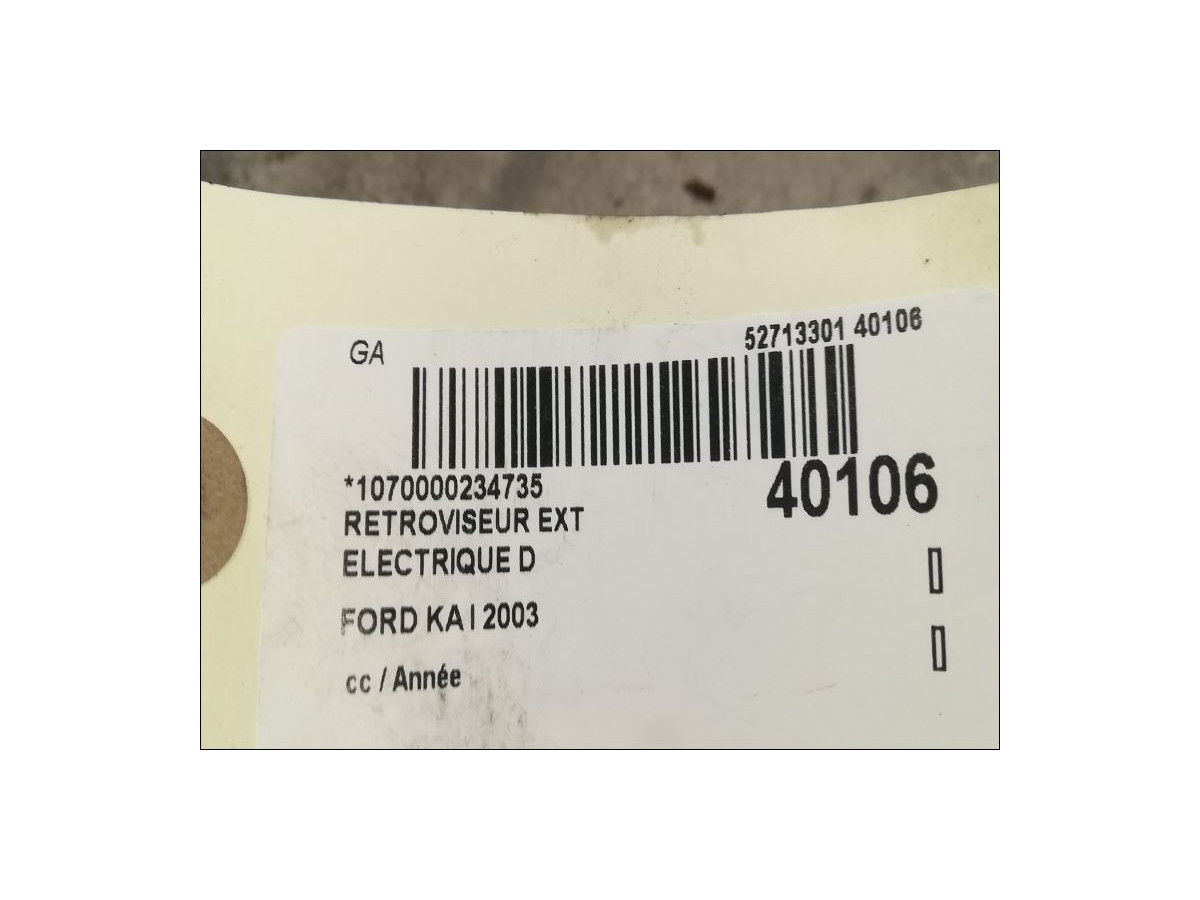 GA
52713301 40106
*1070000234735
40106
RETROVISEUR EXT
ELECTRIQUE D
FORD KA I 2003
cc / Année